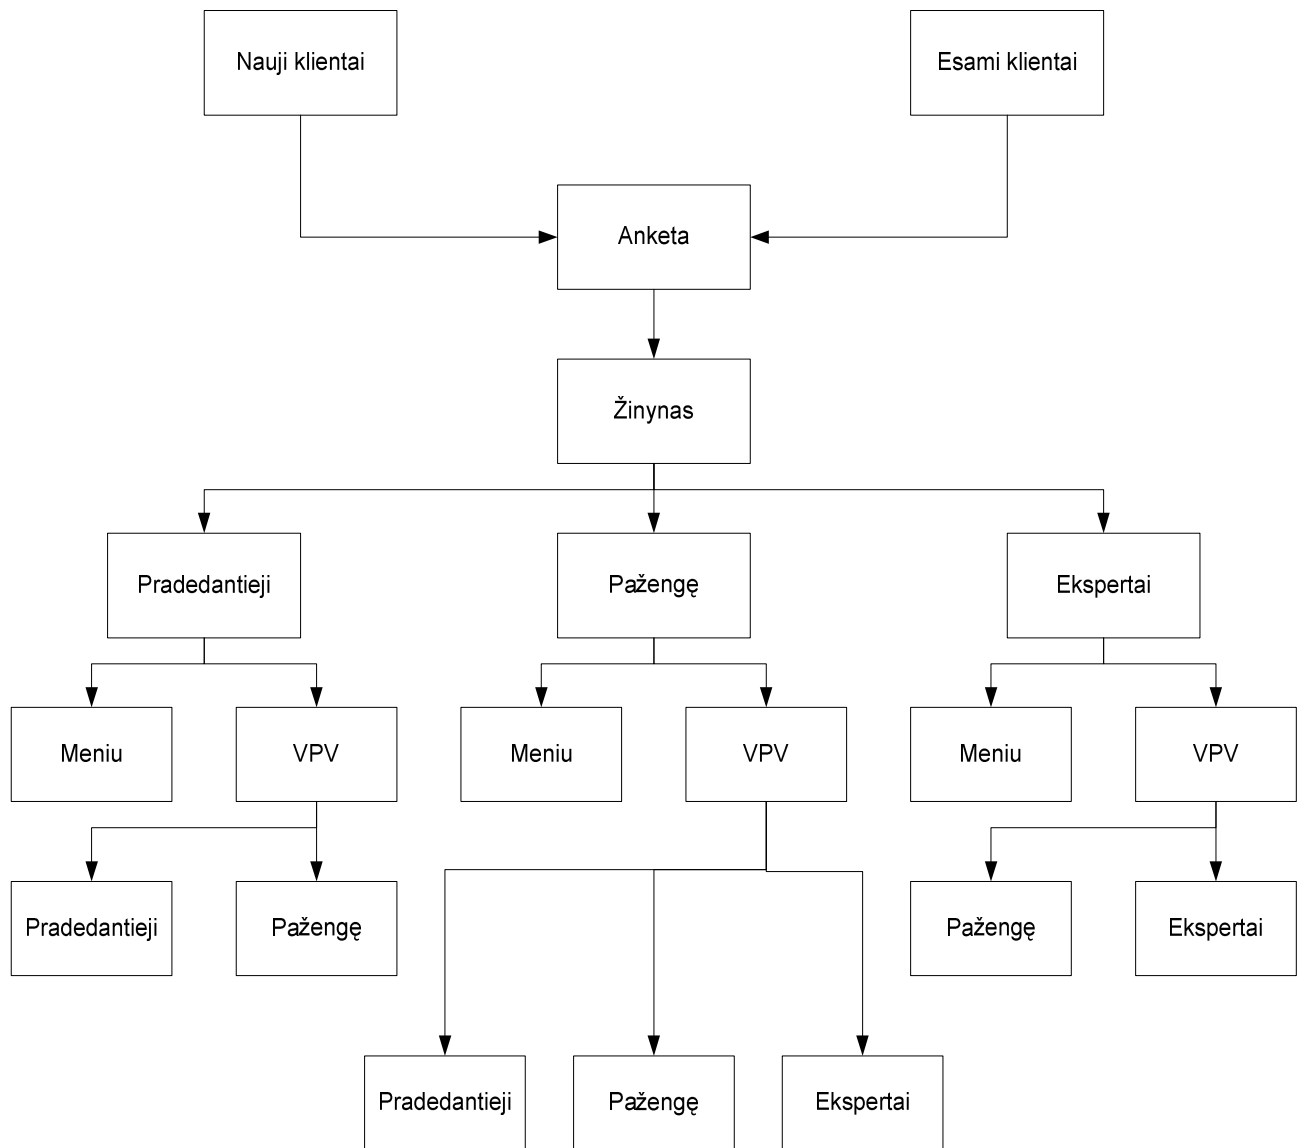 Nauji klientai
Esami klientai
Anketa
Žinynas
Pradedantieji
Pažengę
Ekspertai
Meniu
VPV
Meniu
VPV
Meniu
VPV
Pradedantieji
Pažengę
Pažengę
Ekspertai
Pradedantieji
Pažengę
Ekspertai